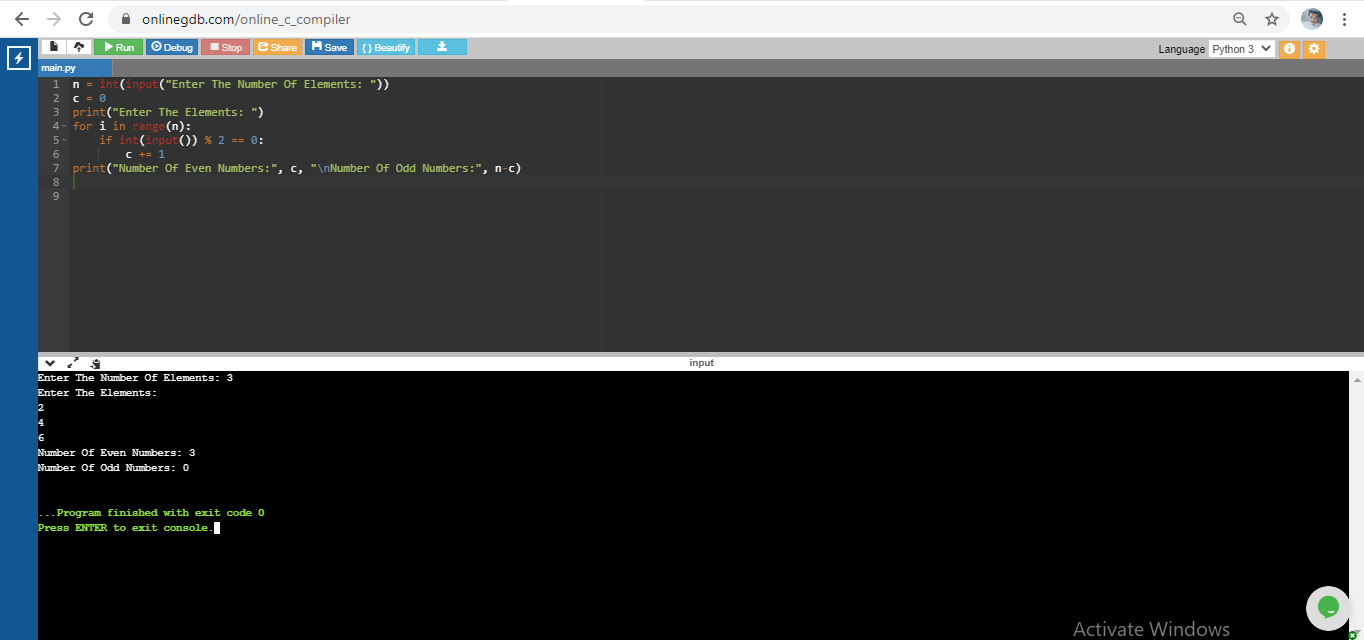 onlinegdb.com/online_c_compiler
Run Debug Stop Share Save {} Beautify Language Python 3
main.py
1 n = int(input("Enter The Number Of Elements: "))
2 c = 0
3 print("Enter The Elements: ")
4 for i in range(n):
5     if int(input()) % 2 == 0:
6         c += 1
7 print("Number Of Even Numbers:", c, "\nNumber Of Odd Numbers:", n-c)
8
9
input
Enter The Number Of Elements: 3
Enter The Elements:
2
4
6
Number Of Even Numbers: 3
Number Of Odd Numbers: 0
...Program finished with exit code 0
Press ENTER to exit console.
Activate Windows